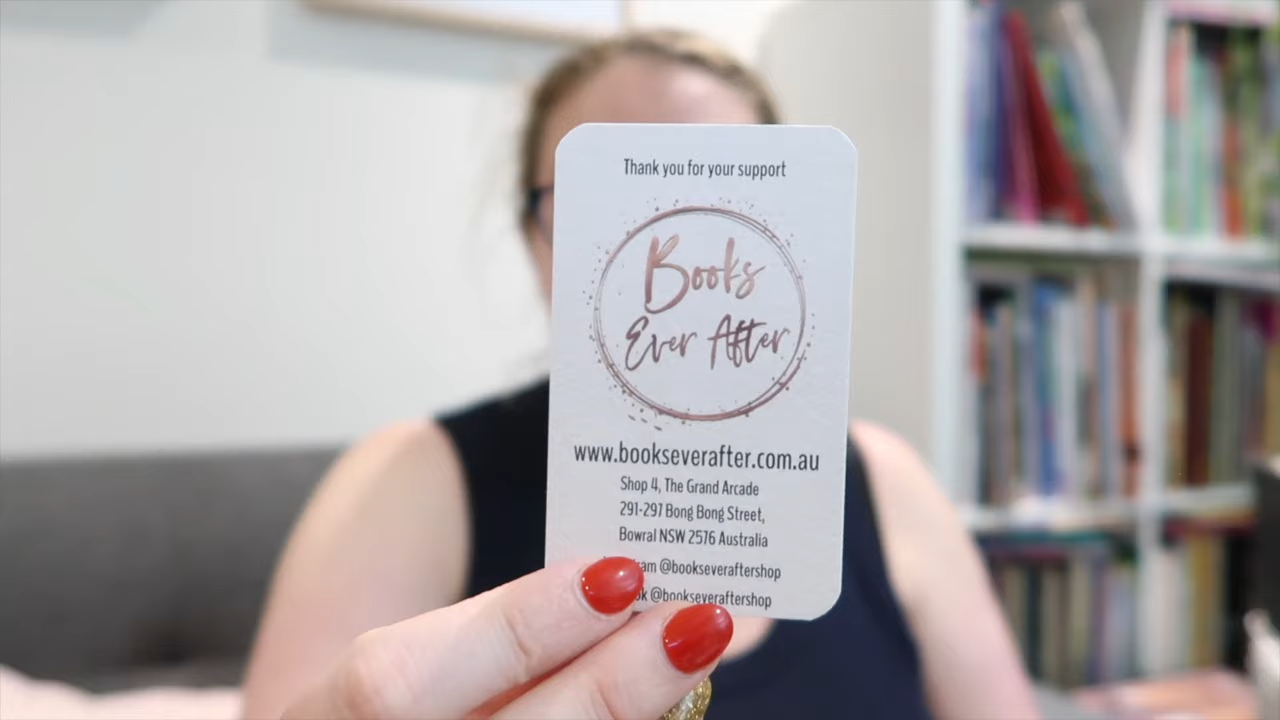 Thank you for your support
Books
Ever After
www.bookseverafter.com.au
Shop 4, The Grand Arcade
291-297 Bong Bong Street,
Bowral NSW 2576 Australia
@bookseveraftershop
@bookseveraftershop